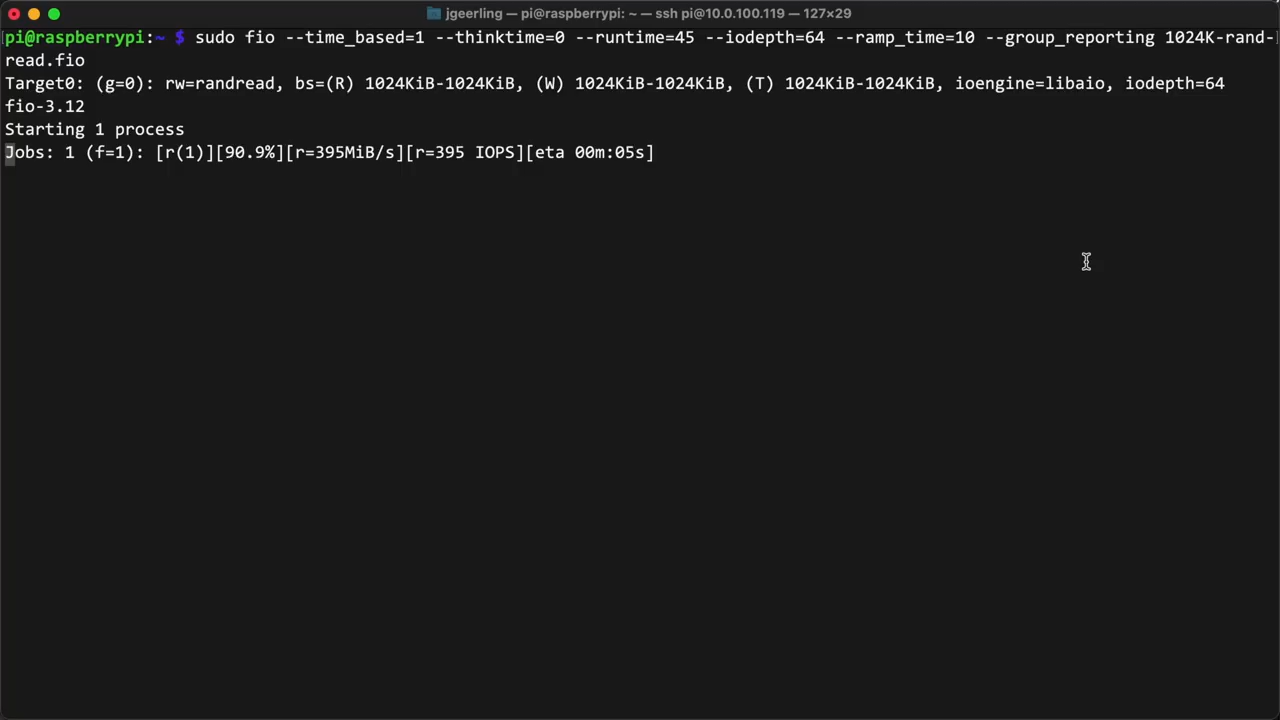 jgeerling — pi@raspberrypi: ~ — ssh pi@10.0.100.119 — 127×29
pi@raspberrypi:~ $ sudo fio --time_based=1 --thinktime=0 --runtime=45 --iodepth=64 --ramp_time=10 --group_reporting 1024K-rand-
read.fio
Target0: (g=0): rw=randread, bs=(R) 1024KiB-1024KiB, (W) 1024KiB-1024KiB, (T) 1024KiB-1024KiB, ioengine=libaio, iodepth=64
fio-3.12
Starting 1 process
Jobs: 1 (f=1): [r(1)][90.9%][r=395MiB/s][r=395 IOPS][eta 00m:05s]